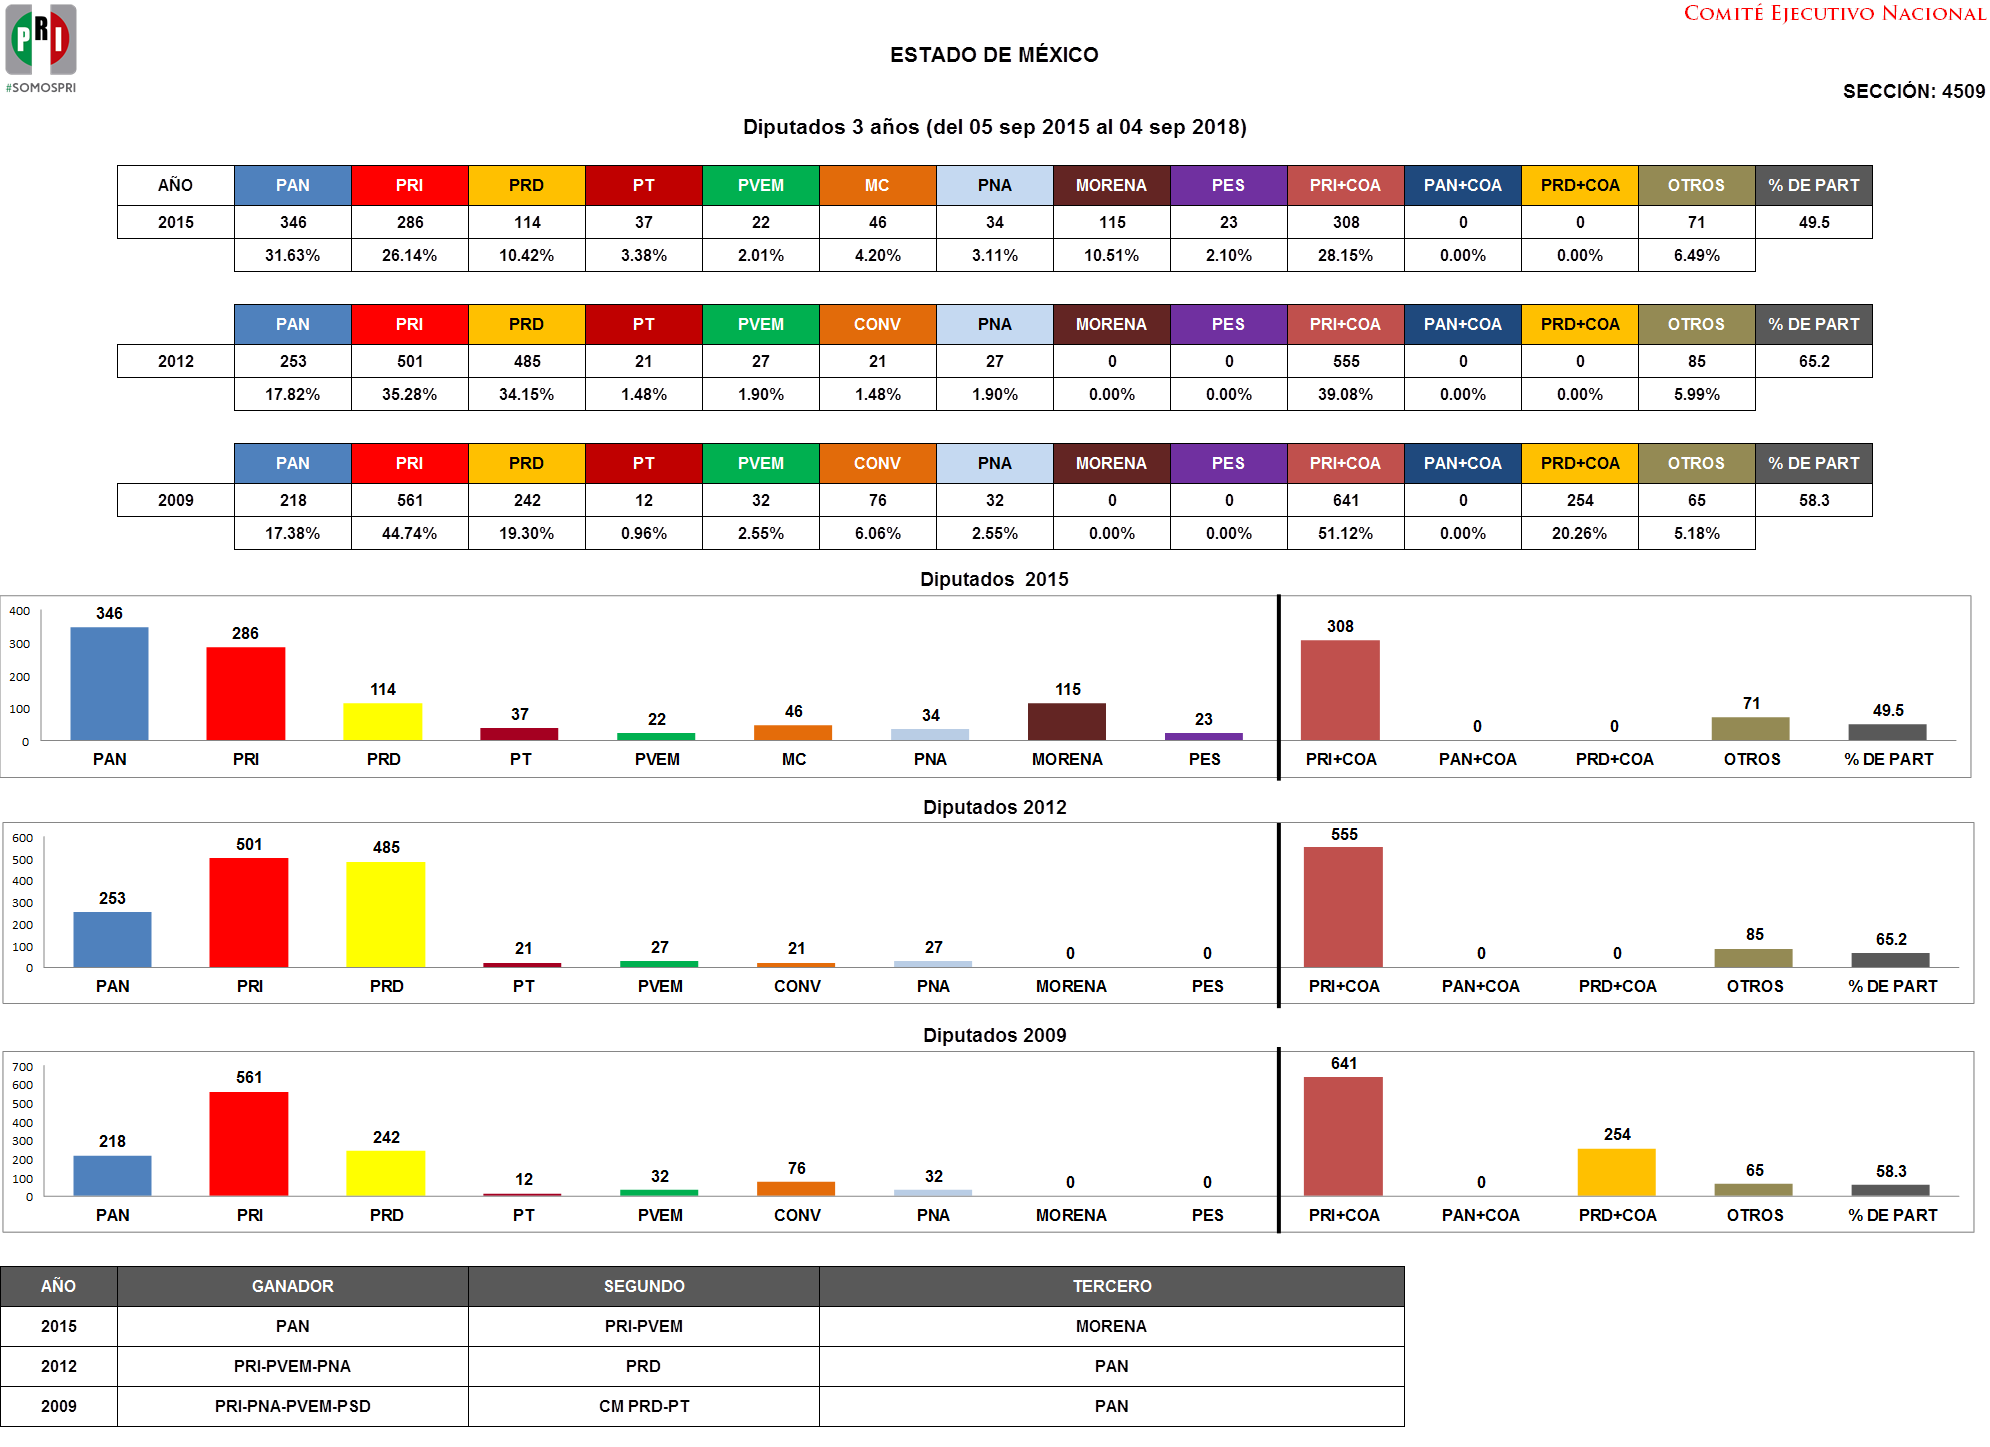 PRI
#SOMOSPRI
COMITÉ EJECUTIVO NACIONAL
ESTADO DE MÉXICO
SECCIÓN: 4509
Diputados 3 años (del 05 sep 2015 al 04 sep 2018)
AÑO PAN PRI PRD PT PVEM MC PNA MORENA PES PRI+COA PAN+COA PRD+COA OTROS % DE PART
2015 346 286 114 37 22 46 34 115 23 308 0 0 71 49.5
31.63% 26.14% 10.42% 3.38% 2.01% 4.20% 3.11% 10.51% 2.10% 28.15% 0.00% 0.00% 6.49%
PAN PRI PRD PT PVEM CONV PNA MORENA PES PRI+COA PAN+COA PRD+COA OTROS % DE PART
2012 253 501 485 21 27 21 27 0 0 555 0 0 85 65.2
17.82% 35.28% 34.15% 1.48% 1.90% 1.48% 1.90% 0.00% 0.00% 39.08% 0.00% 0.00% 5.99%
PAN PRI PRD PT PVEM CONV PNA MORENA PES PRI+COA PAN+COA PRD+COA OTROS % DE PART
2009 218 561 242 12 32 76 32 0 0 641 0 254 65 58.3
17.38% 44.74% 19.30% 0.96% 2.55% 6.06% 2.55% 0.00% 0.00% 51.12% 0.00% 20.26% 5.18%
Diputados 2015
400
300
200
100
0
346 286 114 37 22 46 34 115 23 308 0 0 71 49.5
PAN PRI PRD PT PVEM MC PNA MORENA PES PRI+COA PAN+COA PRD+COA OTROS % DE PART
Diputados 2012
600
500
400
300
200
100
0
253 501 485 21 27 21 27 0 0 555 0 0 85 65.2
PAN PRI PRD PT PVEM CONV PNA MORENA PES PRI+COA PAN+COA PRD+COA OTROS % DE PART
Diputados 2009
700
600
500
400
300
200
100
0
218 561 242 12 32 76 32 0 0 641 0 254 65 58.3
PAN PRI PRD PT PVEM CONV PNA MORENA PES PRI+COA PAN+COA PRD+COA OTROS % DE PART
AÑO GANADOR SEGUNDO TERCERO
2015 PAN PRI-PVEM MORENA
2012 PRI-PVEM-PNA PRD PAN
2009 PRI-PNA-PVEM-PSD CM PRD-PT PAN